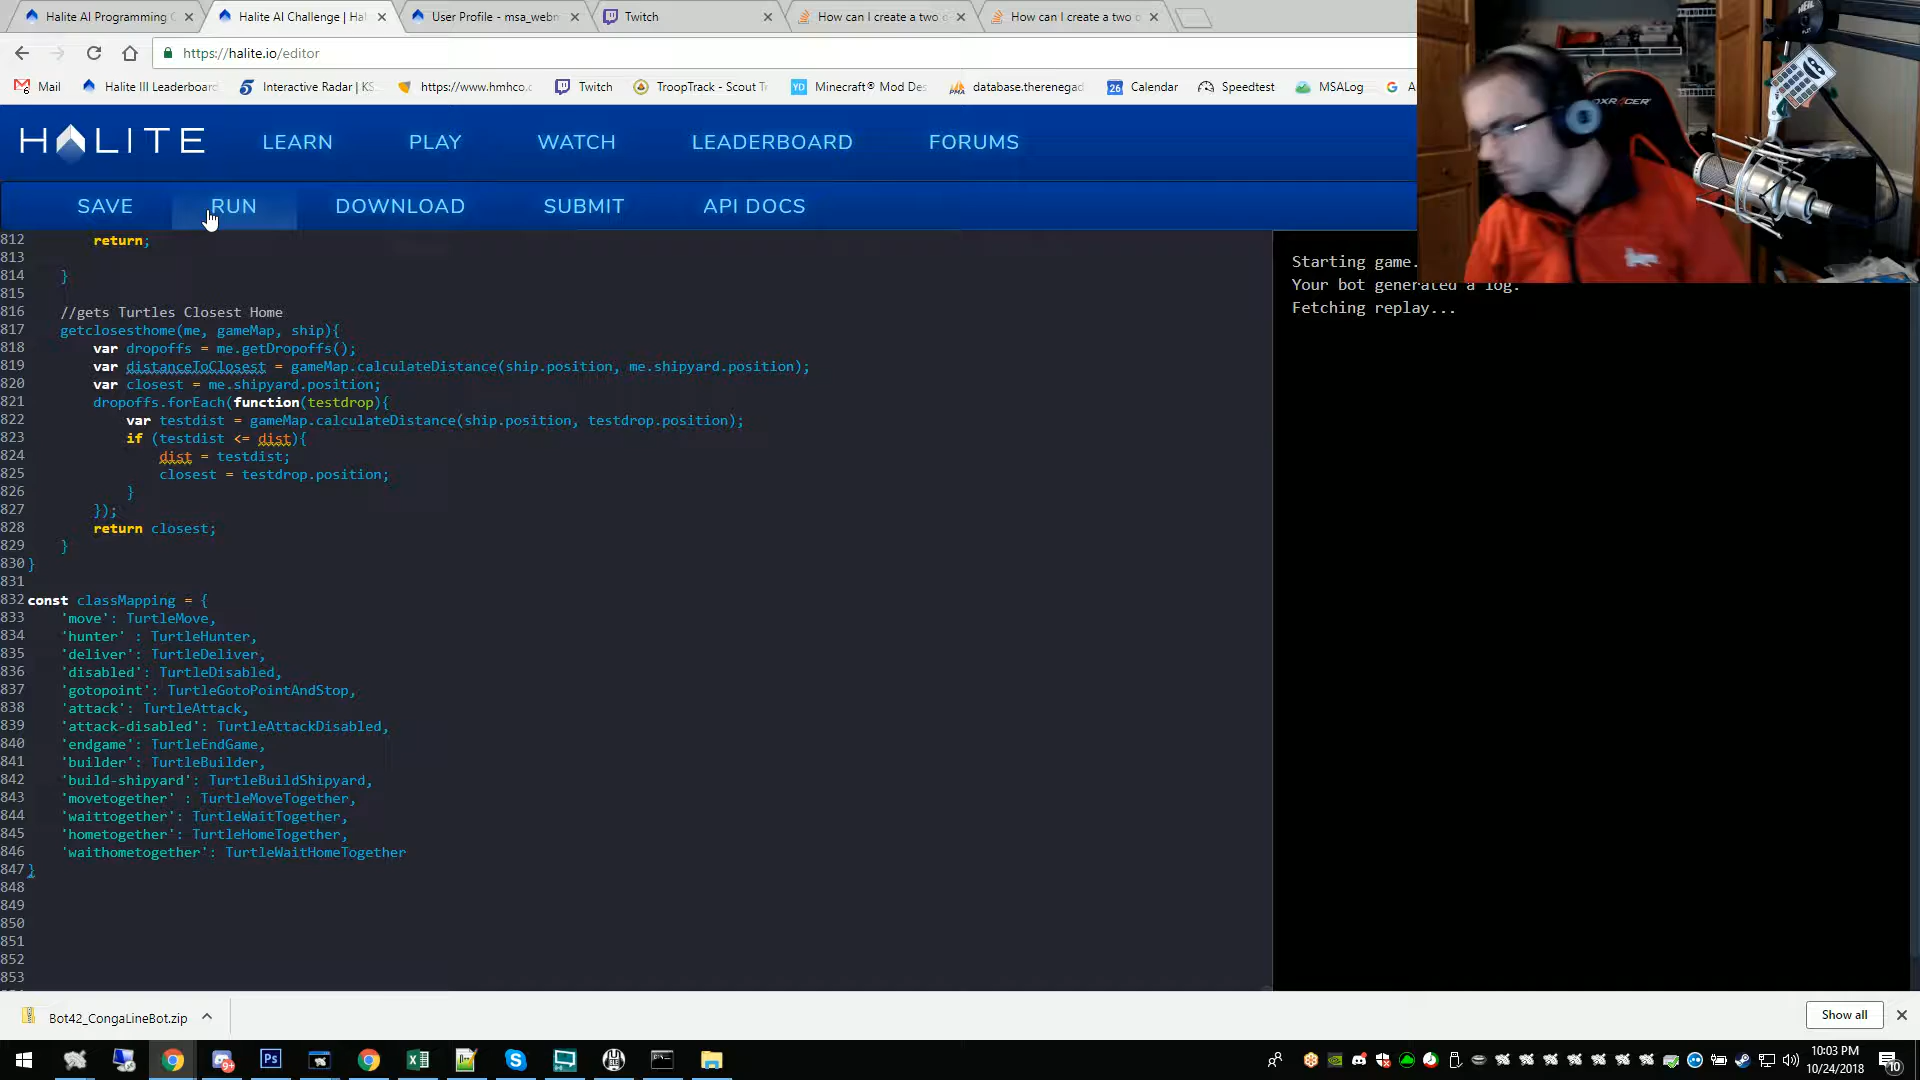 Halite AI Programming
Halite AI Challenge | Hal
User Profile - msa_webm
Twitch
How can I create a two
How can I create a two
https://halite.io/editor
Mail
Halite III Leaderboar
Interactive Radar | KS
https://www.hmhco.c
Twitch
TroopTrack - Scout T
Minecraft® Mod Des
database.therenegad
Calendar
Speedtest
MSALog
HALITE
LEARN
PLAY
WATCH
LEADERBOARD
FORUMS
SAVE
RUN
DOWNLOAD
SUBMIT
API DOCS
812 return;
813
814 }
815
816 //gets Turtles Closest Home
817 getclosesthome(me, gameMap, ship){
818 var dropoffs = me.getDropoffs();
819 var distanceToClosest = gameMap.calculateDistance(ship.position, me.shipyard.position);
820 var closest = me.shipyard.position;
821 dropoffs.forEach(function(testdrop){
822 var testdist = gameMap.calculateDistance(ship.position, testdrop.position);
823 if (testdist <= dist){
824 dist = testdist;
825 closest = testdrop.position;
826 }
827 });
828 return closest;
829 }
830 }
831
832 const classMapping = {
833 'move': TurtleMove,
834 'hunter' : TurtleHunter,
835 'deliver': TurtleDeliver,
836 'disabled': TurtleDisabled,
837 'gotopoint': TurtleGotoPointAndStop,
838 'attack': TurtleAttack,
839 'attack-disabled': TurtleAttackDisabled,
840 'endgame': TurtleEndGame,
841 'builder': TurtleBuilder,
842 'build-shipyard': TurtleBuildShipyard,
843 'movetogether' : TurtleMoveTogether,
844 'waittogether': TurtleWaitTogether,
845 'hometogether': TurtleHomeTogether,
846 'waithometogether': TurtleWaitHomeTogether
847 }
848
849
850
851
852
853
Starting game.
Your bot generated a log.
Fetching replay...
DXRACER
Bot42_CongaLineBot.zip
Show all
10:03 PM
10/24/2018
10